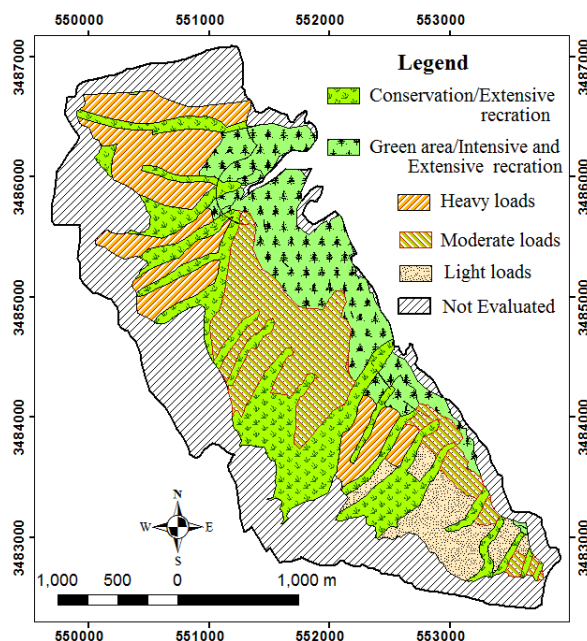 550000 551000 552000 553000
3487000
3486000
3485000
3484000
3483000
Legend
Conservation/Extensive
recration
Green area/Intensive and
Extensive recration
Heavy loads
Moderate loads
Light loads
Not Evaluated
3487000
3486000
3485000
3484000
3483000
N
W E
S
1,000 500 0 1,000 m
550000 551000 552000 553000